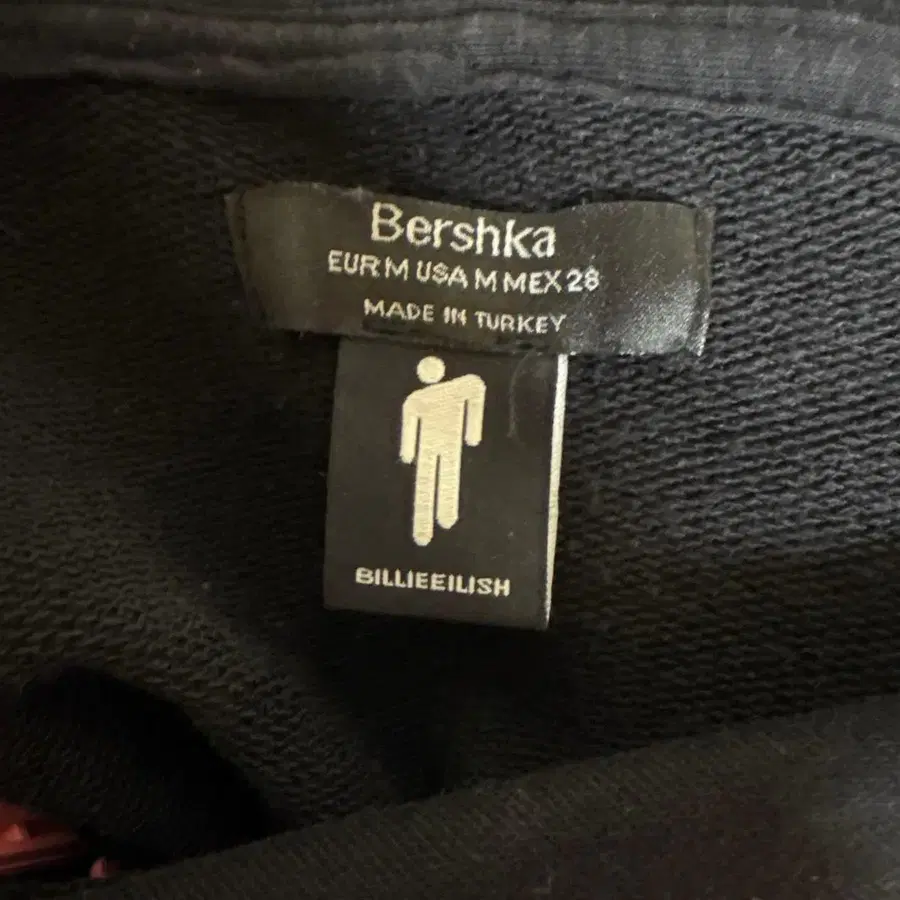 Bershka
EUR M USA M MEX 28
MADE IN TURKEY
BILLIEEILISH